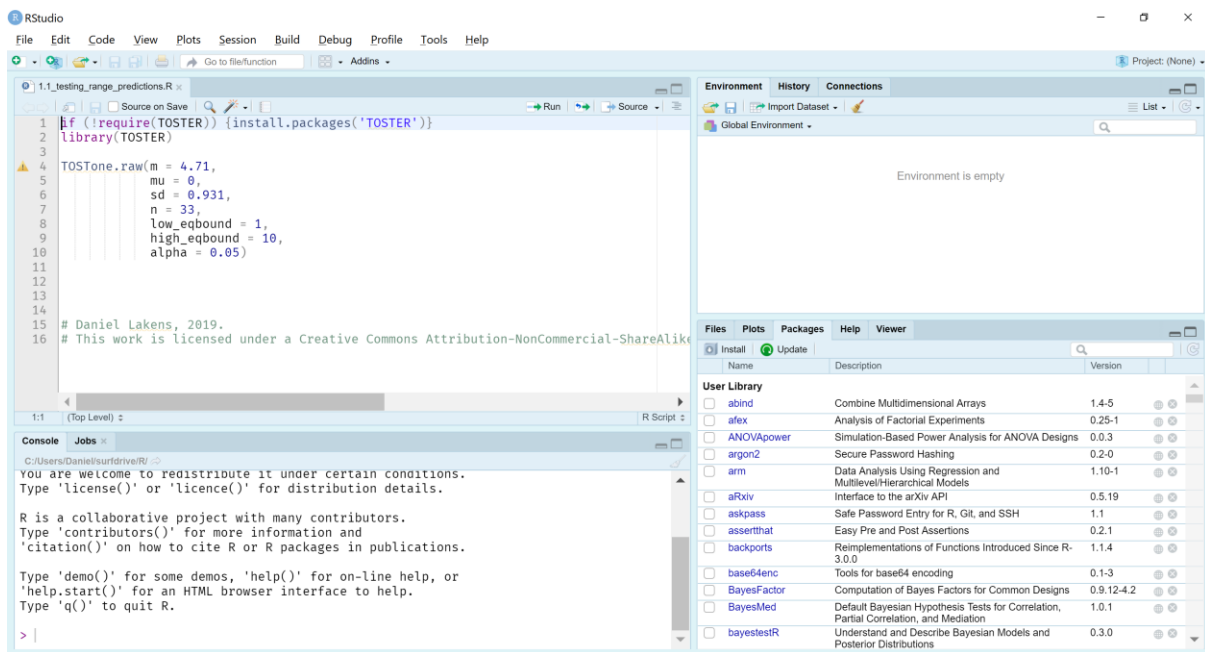 RStudio
File Edit Code View Plots Session Build Debug Profile Tools Help
Go to file/function Addins Project: (None)
1.1_testing_range_predictions.R
Source on Save Run Source
1 if (!require(TOSTER)) {install.packages('TOSTER')}
2 library(TOSTER)
3
4 TOSTone.raw(m = 4.71,
5 mu = 0,
6 sd = 0.931,
7 n = 33,
8 low_eqbound = 1,
9 high_eqbound = 10,
10 alpha = 0.05)
11
12
13
14
15 # Daniel Lakens, 2019.
16 # This work is licensed under a Creative Commons Attribution-NonCommercial-ShareAlike
1:1 (Top Level) R Script
Console Jobs
C:/Users/Daniel/surfdrive/R/
You are welcome to redistribute it under certain conditions.
Type 'license()' or 'licence()' for distribution details.
R is a collaborative project with many contributors.
Type 'contributors()' for more information and
'citation()' on how to cite R or R packages in publications.
Type 'demo()' for some demos, 'help()' for on-line help, or
'help.start()' for an HTML browser interface to help.
Type 'q()' to quit R.
>
Environment History Connections
Import Dataset List
Global Environment
Environment is empty
Files Plots Packages Help Viewer
Install Update
Name Description Version
User Library
abind Combine Multidimensional Arrays 1.4-5
afex Analysis of Factorial Experiments 0.25-1
ANOVApower Simulation-Based Power Analysis for ANOVA Designs 0.0.3
argon2 Secure Password Hashing 0.2-0
arm Data Analysis Using Regression and 1.10-1
Multilevel/Hierarchical Models
aRxiv Interface to the arXiv API 0.5.19
askpass Safe Password Entry for R, Git, and SSH 1.1
assertthat Easy Pre and Post Assertions 0.2.1
backports Reimplementations of Functions Introduced Since R- 1.1.4
3.0.0
base64enc Tools for base64 encoding 0.1-3
BayesFactor Computation of Bayes Factors for Common Designs 0.9.12-4.2
BayesMed Default Bayesian Hypothesis Tests for Correlation, 1.0.1
Partial Correlation, and Mediation
bayestestR Understand and Describe Bayesian Models and 0.3.0
Posterior Distributions